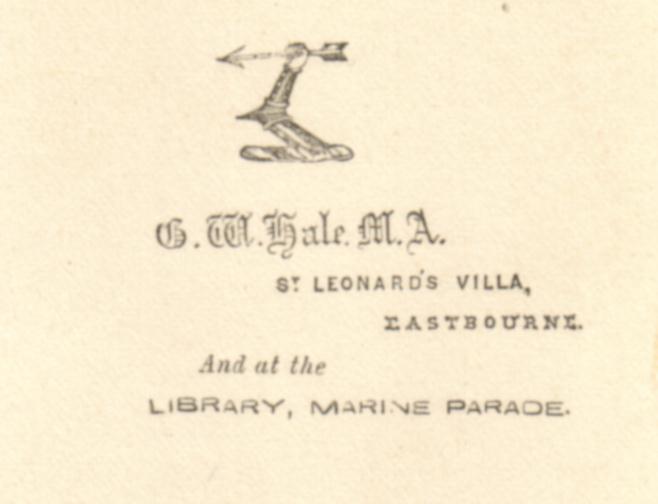 G. W. Hale. M. A.
ST LEONARD'S VILLA,
EASTBOURNE.
And at the
LIBRARY, MARINE PARADE.